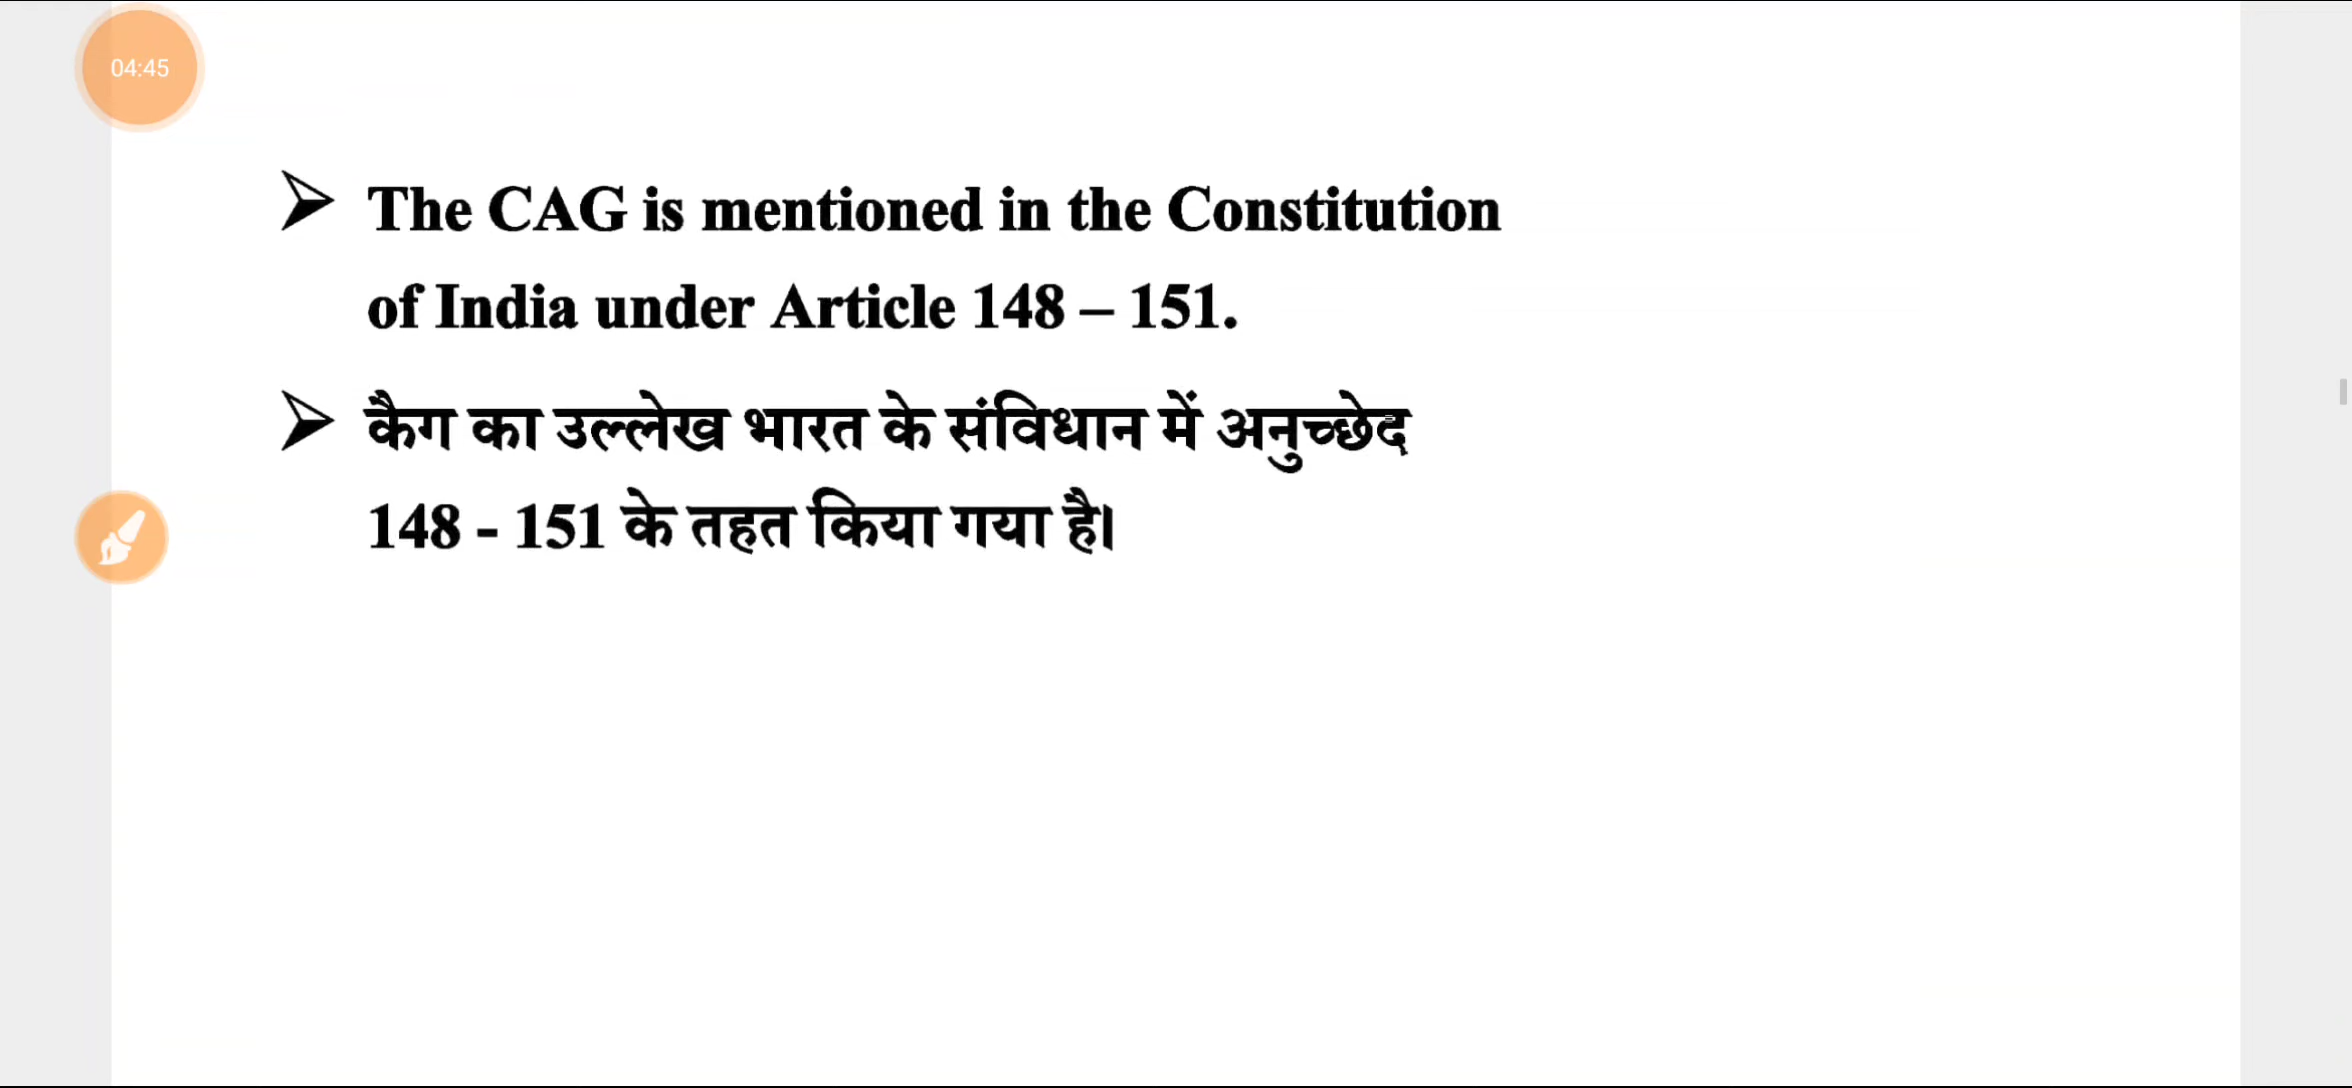 04:45
➢ The CAG is mentioned in the Constitution
of India under Article 148 – 151.
➢ कैग का उल्लेख भारत के संविधान में अनुच्छेद
148 - 151 के तहत किया गया है।